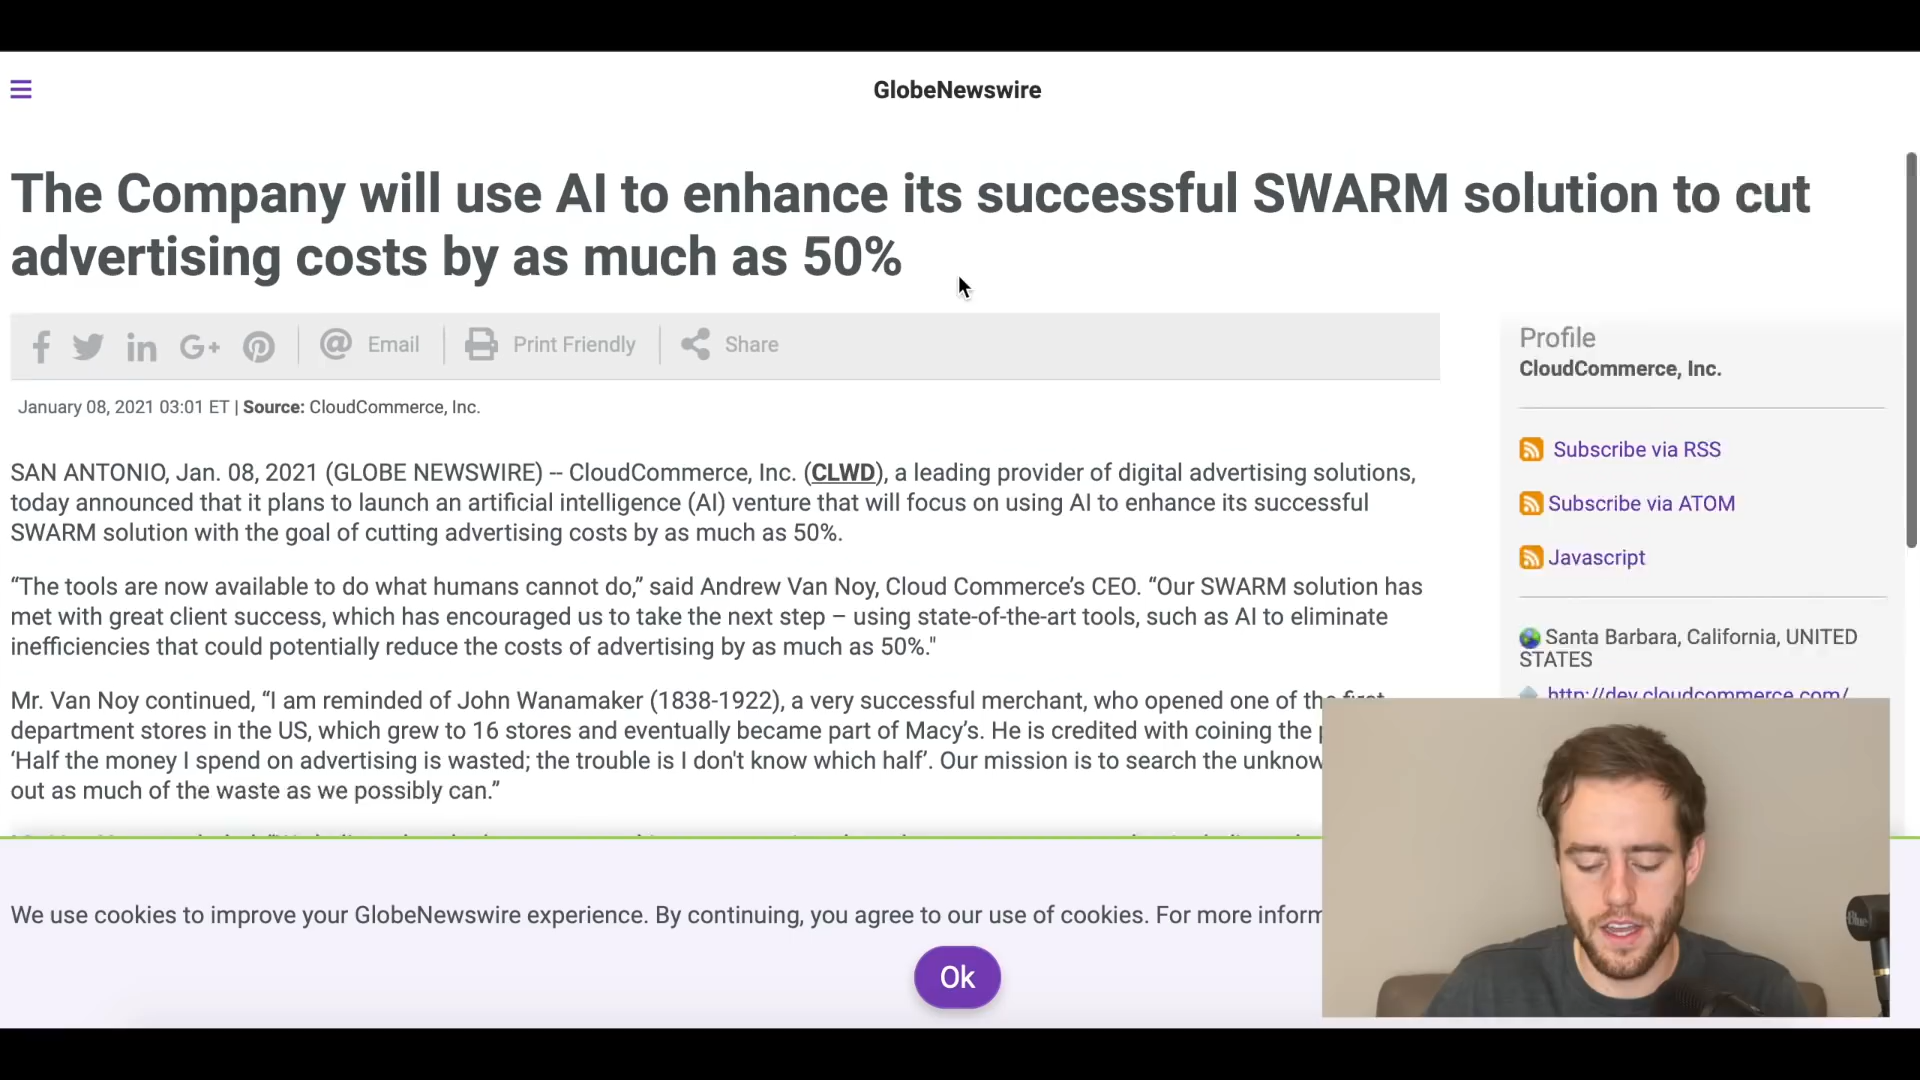 GlobeNewswire
The Company will use AI to enhance its successful SWARM solution to cut
advertising costs by as much as 50%
Email
Print Friendly
Share
January 08, 2021 03:01 ET | Source: CloudCommerce, Inc.
SAN ANTONIO, Jan. 08, 2021 (GLOBE NEWSWIRE) -- CloudCommerce, Inc. (CLWD), a leading provider of digital advertising solutions,
today announced that it plans to launch an artificial intelligence (AI) venture that will focus on using AI to enhance its successful
SWARM solution with the goal of cutting advertising costs by as much as 50%.
“The tools are now available to do what humans cannot do,” said Andrew Van Noy, Cloud Commerce’s CEO. “Our SWARM solution has
met with great client success, which has encouraged us to take the next step – using state-of-the-art tools, such as AI to eliminate
inefficiencies that could potentially reduce the costs of advertising by as much as 50%."
Mr. Van Noy continued, “I am reminded of John Wanamaker (1838-1922), a very successful merchant, who opened one of the first
department stores in the US, which grew to 16 stores and eventually became part of Macy’s. He is credited with coining the
‘Half the money I spend on advertising is wasted; the trouble is I don't know which half’. Our mission is to search the
out as much of the waste as we possibly can.”
Profile
CloudCommerce, Inc.
Subscribe via RSS
Subscribe via ATOM
Javascript
Santa Barbara, California, UNITED
STATES
http://dev.cloudcommerce.com/
We use cookies to improve your GlobeNewswire experience. By continuing, you agree to our use of cookies. For more
Ok
Blue